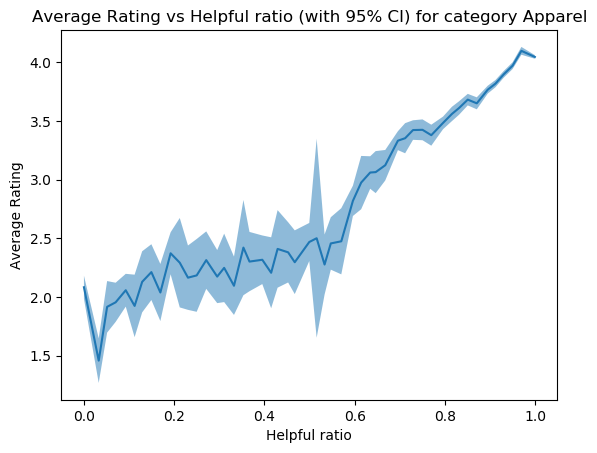 Average Rating vs Helpful ratio (with 95% CI) for category Apparel
4.0
3.5
3.0
2.5
2.0
1.5
Average Rating
0.0 0.2 0.4 0.6 0.8 1.0
Helpful ratio